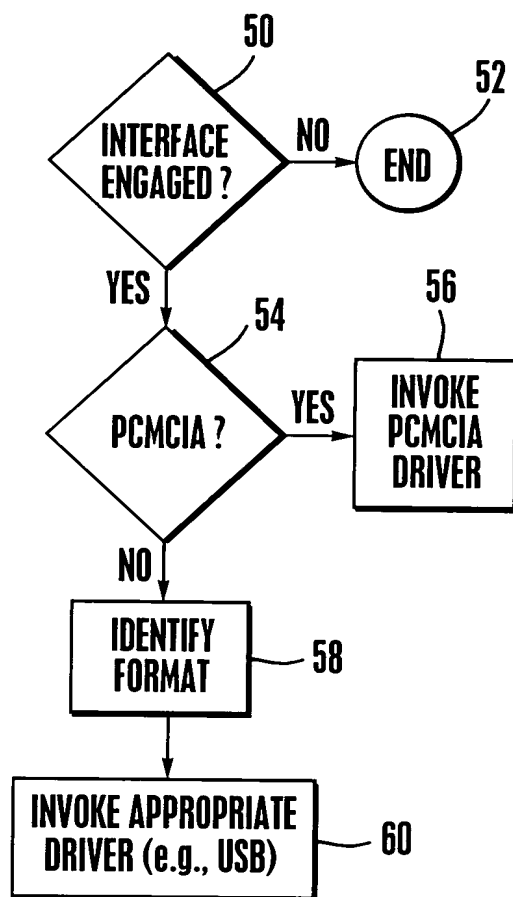 50
INTERFACE
ENGAGED ?
NO
52
END
YES
54
PCMCIA ?
YES
56
INVOKE
PCMCIA
DRIVER
NO
IDENTIFY
FORMAT
58
INVOKE APPROPRIATE
DRIVER (e.g., USB)
60